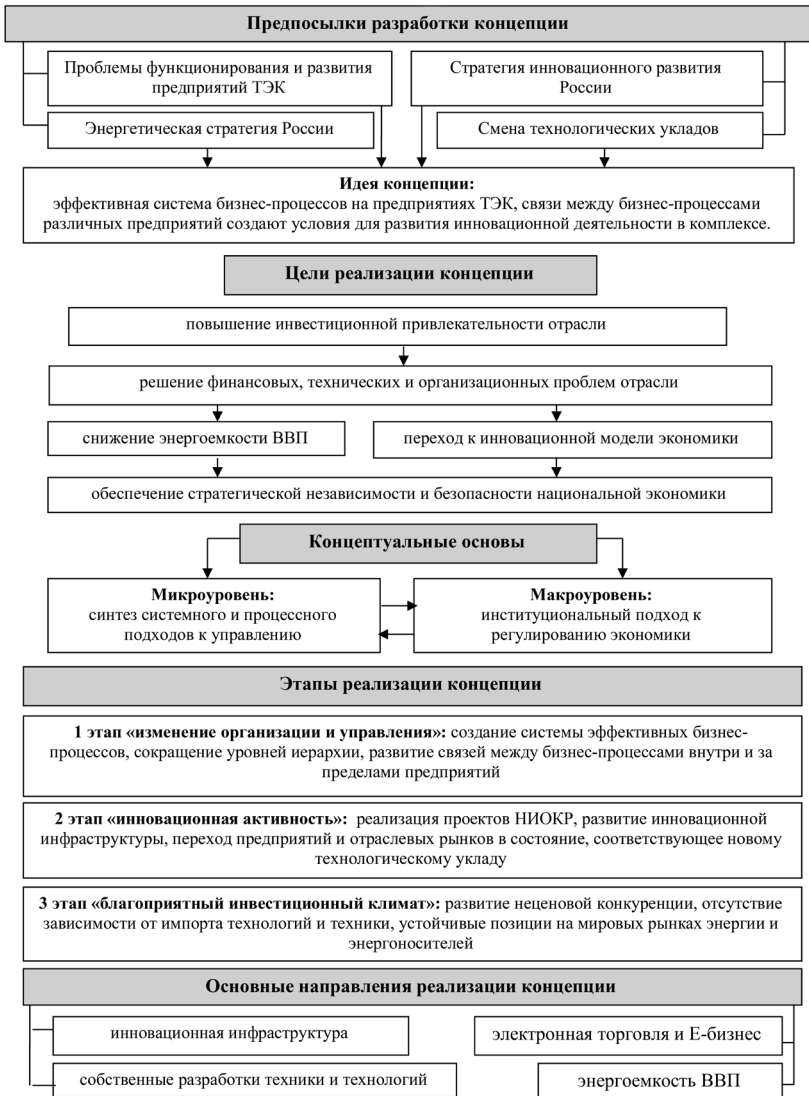 Предпосылки разработки концепции
Проблемы функционирования и развития
предприятий ТЭК
Стратегия инновационного развития
России
Энергетическая стратегия России
Смена технологических укладов
Идея концепции:
эффективная система бизнес-процессов на предприятиях ТЭК, связи между бизнес-процессами
различных предприятий создают условия для развития инновационной деятельности в комплексе.
Цели реализации концепции
повышение инвестиционной привлекательности отрасли
решение финансовых, технических и организационных проблем отрасли
снижение энергоемкости ВВП
переход к инновационной модели экономики
обеспечение стратегической независимости и безопасности национальной экономики
Концептуальные основы
Микроуровень:
синтез системного и процессного
подходов к управлению
Макроуровень:
институциональный подход к
регулированию экономики
Этапы реализации концепции
1 этап «изменение организации и управления»: создание системы эффективных бизнес-
процессов, сокращение уровней иерархии, развитие связей между бизнес-процессами внутри и за
пределами предприятий
2 этап «инновационная активность»: реализация проектов НИОКР, развитие инновационной
инфраструктуры, переход предприятий и отраслевых рынков в состояние, соответствующее новому
технологическому укладу
3 этап «благоприятный инвестиционный климат»: развитие неценовой конкуренции, отсутствие
зависимости от импорта технологий и техники, устойчивые позиции на мировых рынках энергии и
энергоносителей
Основные направления реализации концепции
инновационная инфраструктура
электронная торговля и Е-бизнес
собственные разработки техники и технологий
энергоемкость ВВП